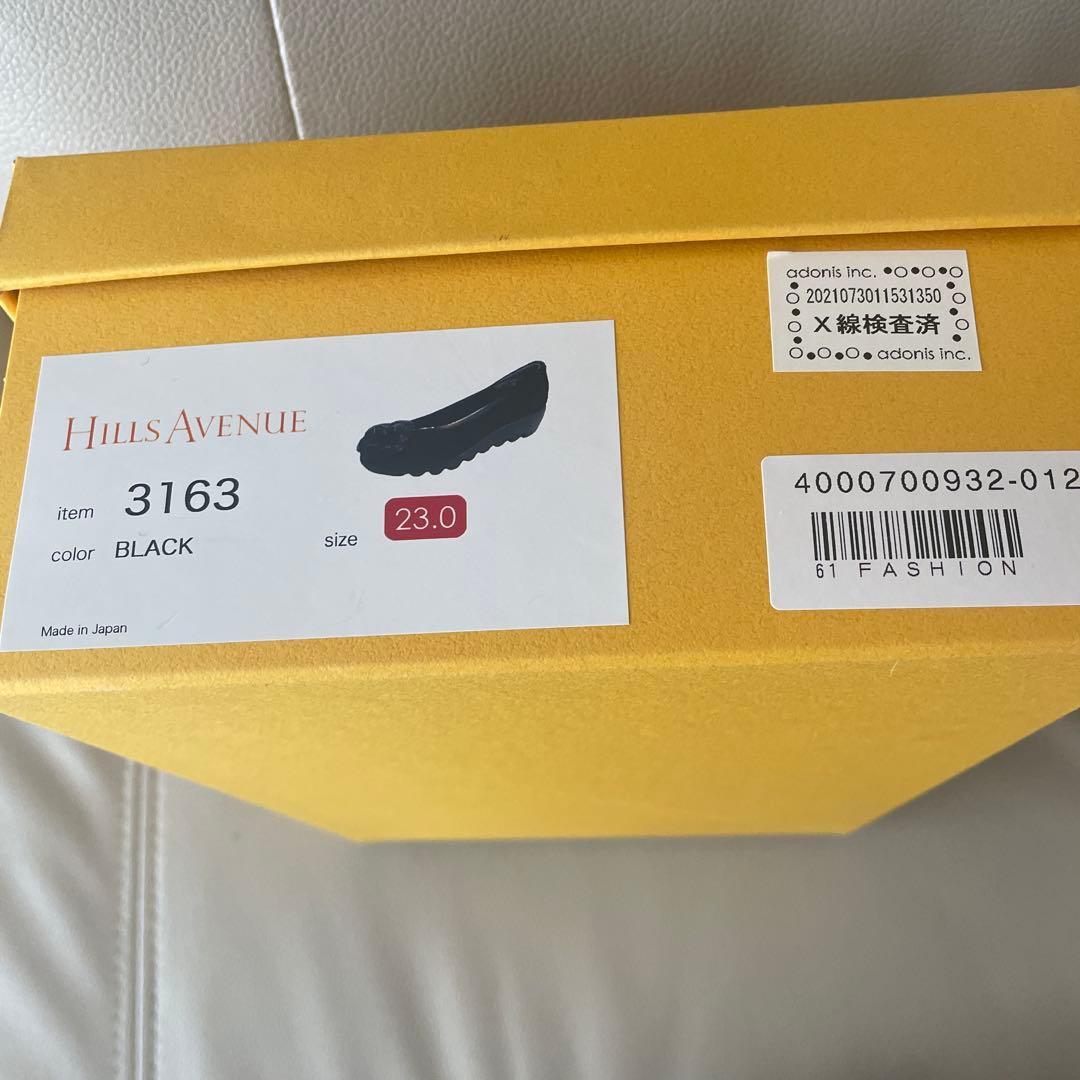 HILLS AVENUE
item 3163
color BLACK
size 23.0
Made in Japan
adonis inc.
2021073011531350
X線検査済
adonis inc.
4000700932-012
61 FASHION